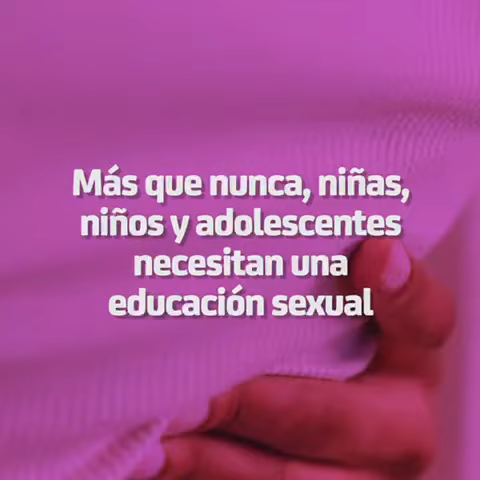 Más que nunca, niñas,
niños y adolescentes
necesitan una
educación sexual